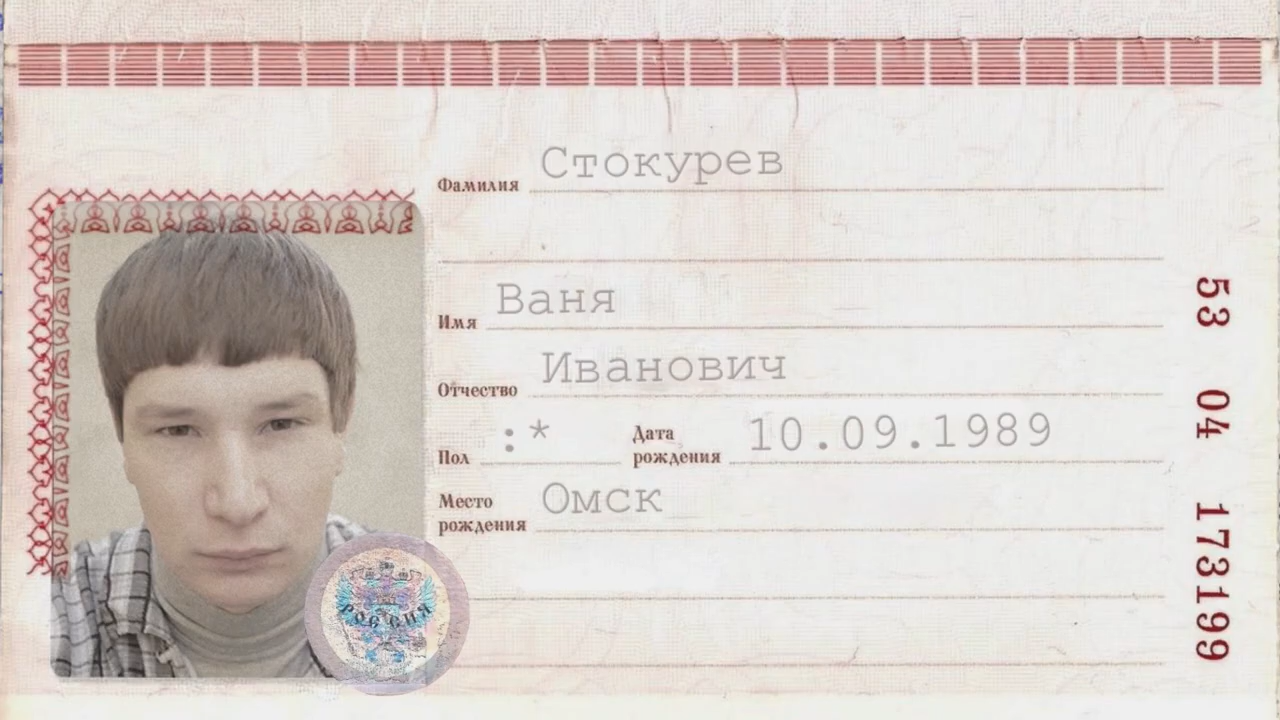 Фамилия Стокурев
Имя Ваня
Отчество Иванович
Пол :* Дата рождения 10.09.1989
Место рождения Омск
РОССИЯ
53 04 173199